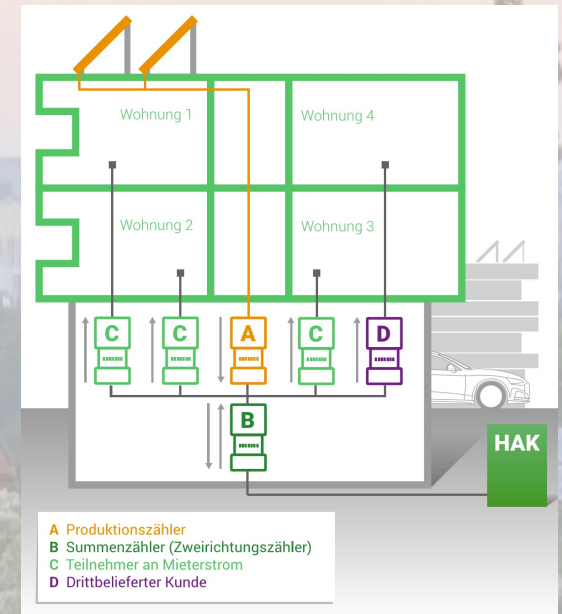 Wohnung 1
Wohnung 4
Wohnung 2
Wohnung 3
C
C
A
C
D
B
HAK
A Produktionszähler
B Summenzähler (Zweirichtungszähler)
C Teilnehmer an Mieterstrom
D Drittbelieferter Kunde